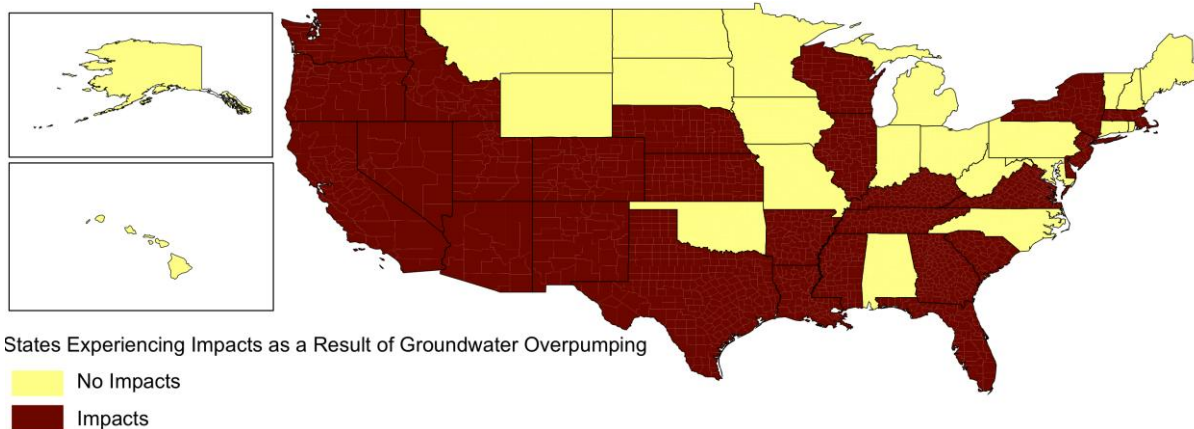 States Experiencing Impacts as a Result of Groundwater Overpumping
No Impacts
Impacts